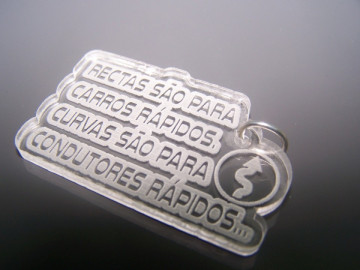 RECTAS SÃO PARA
CARROS RÁPIDOS,
CURVAS SÃO PARA
CONDUTORES RÁPIDOS...